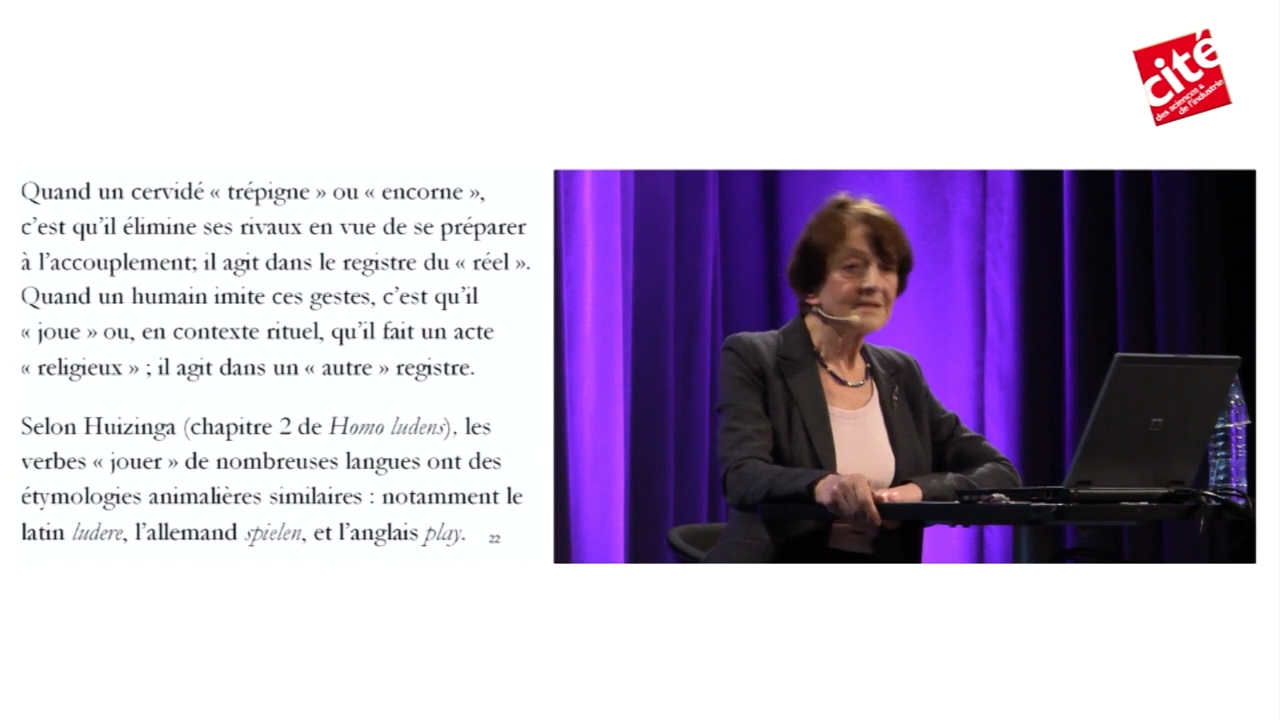 cité
des sciences &
de l'industrie
Quand un cervidé « trépigne » ou « encorne »,
c'est qu'il élimine ses rivaux en vue de se préparer
à l'accouplement; il agit dans le registre du « réel ».
Quand un humain imite ces gestes, c'est qu'il
« joue » ou, en contexte rituel, qu'il fait un acte
« religieux » ; il agit dans un « autre » registre.
Selon Huizinga (chapitre 2 de Homo ludens), les
verbes « jouer » de nombreuses langues ont des
étymologies animalières similaires : notamment le
latin ludere, l'allemand spielen, et l'anglais play.
22